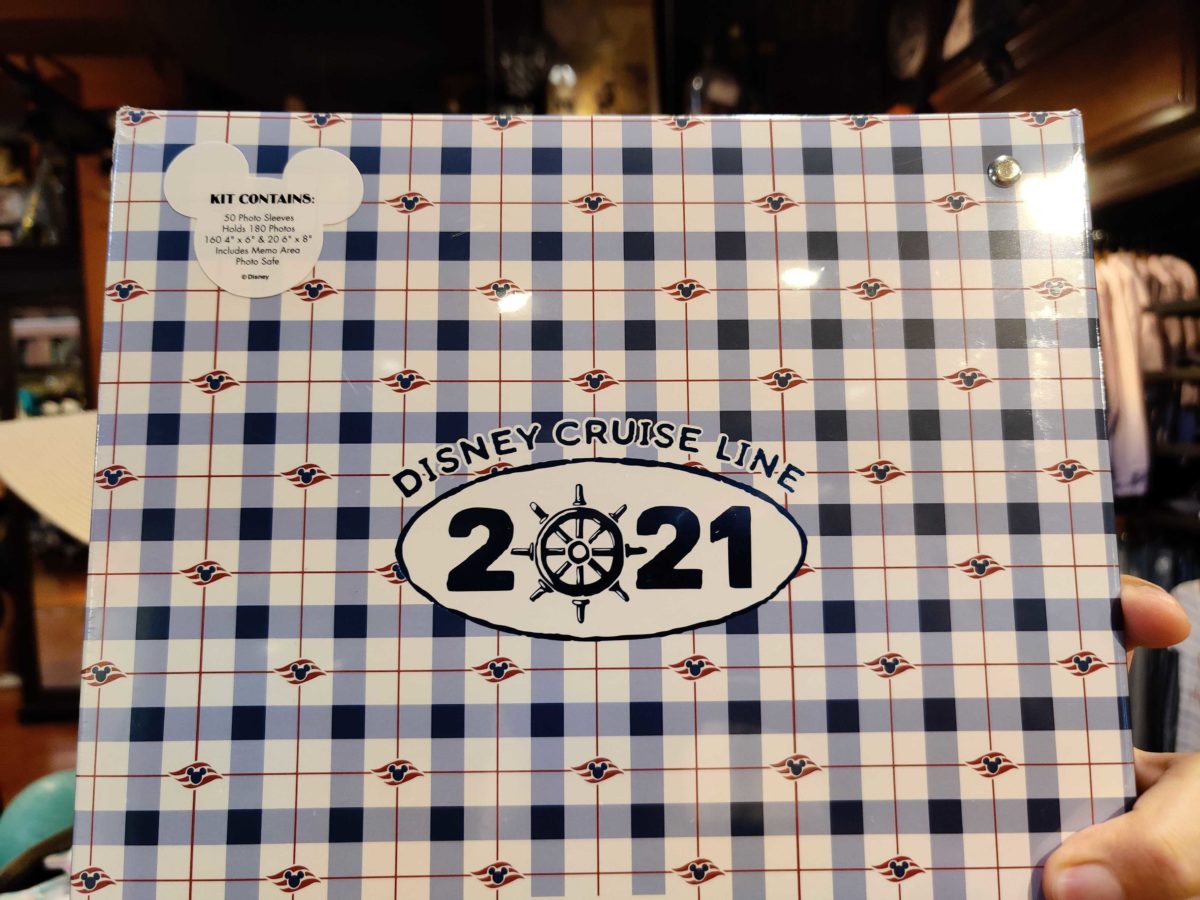 KIT CONTAINS:
50 Photo Sleeves
Holds 180 Photos
160 4" x 6" & 20 6" x 8"
Includes Memo Area
Photo Safe
©Disney
DISNEY CRUISE LINE
2021